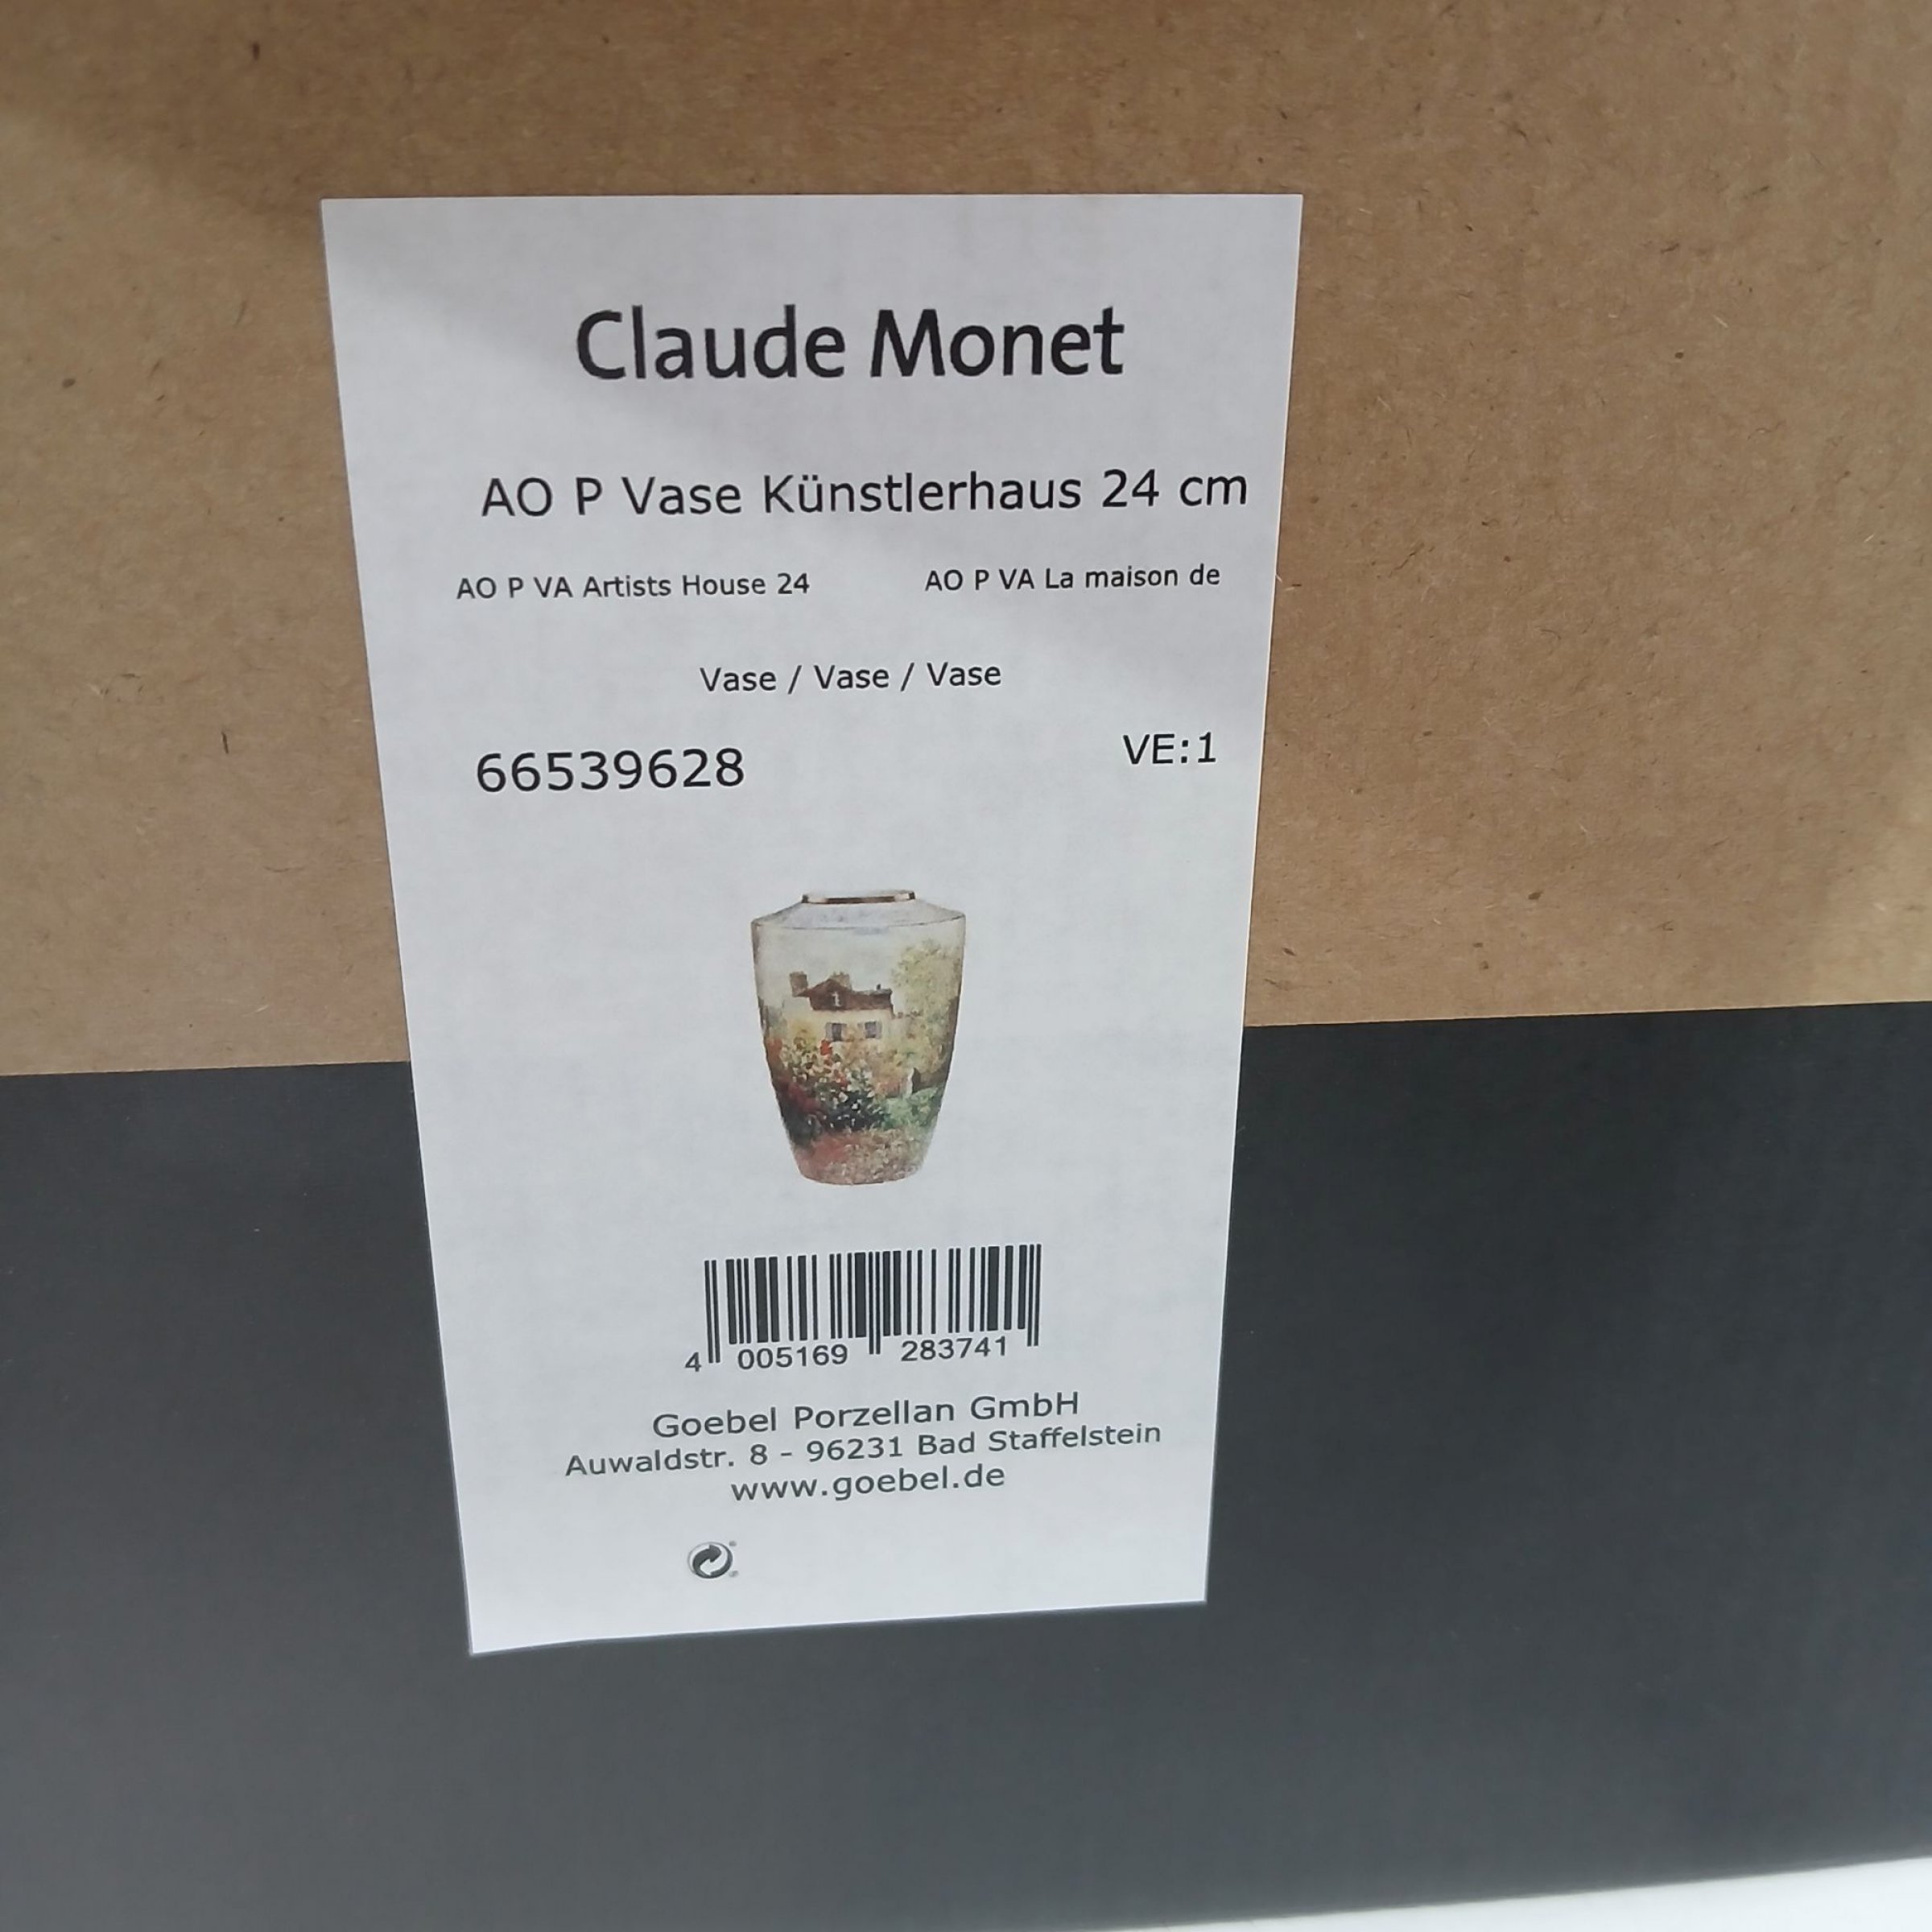 Claude Monet
AO P Vase Künstlerhaus 24 cm
AO P VA Artists House 24 AO P VA La maison de
Vase / Vase / Vase
66539628 VE:1
4 005169 283741
Goebel Porzellan GmbH
Auwaldstr. 8 - 96231 Bad Staffelstein
www.goebel.de